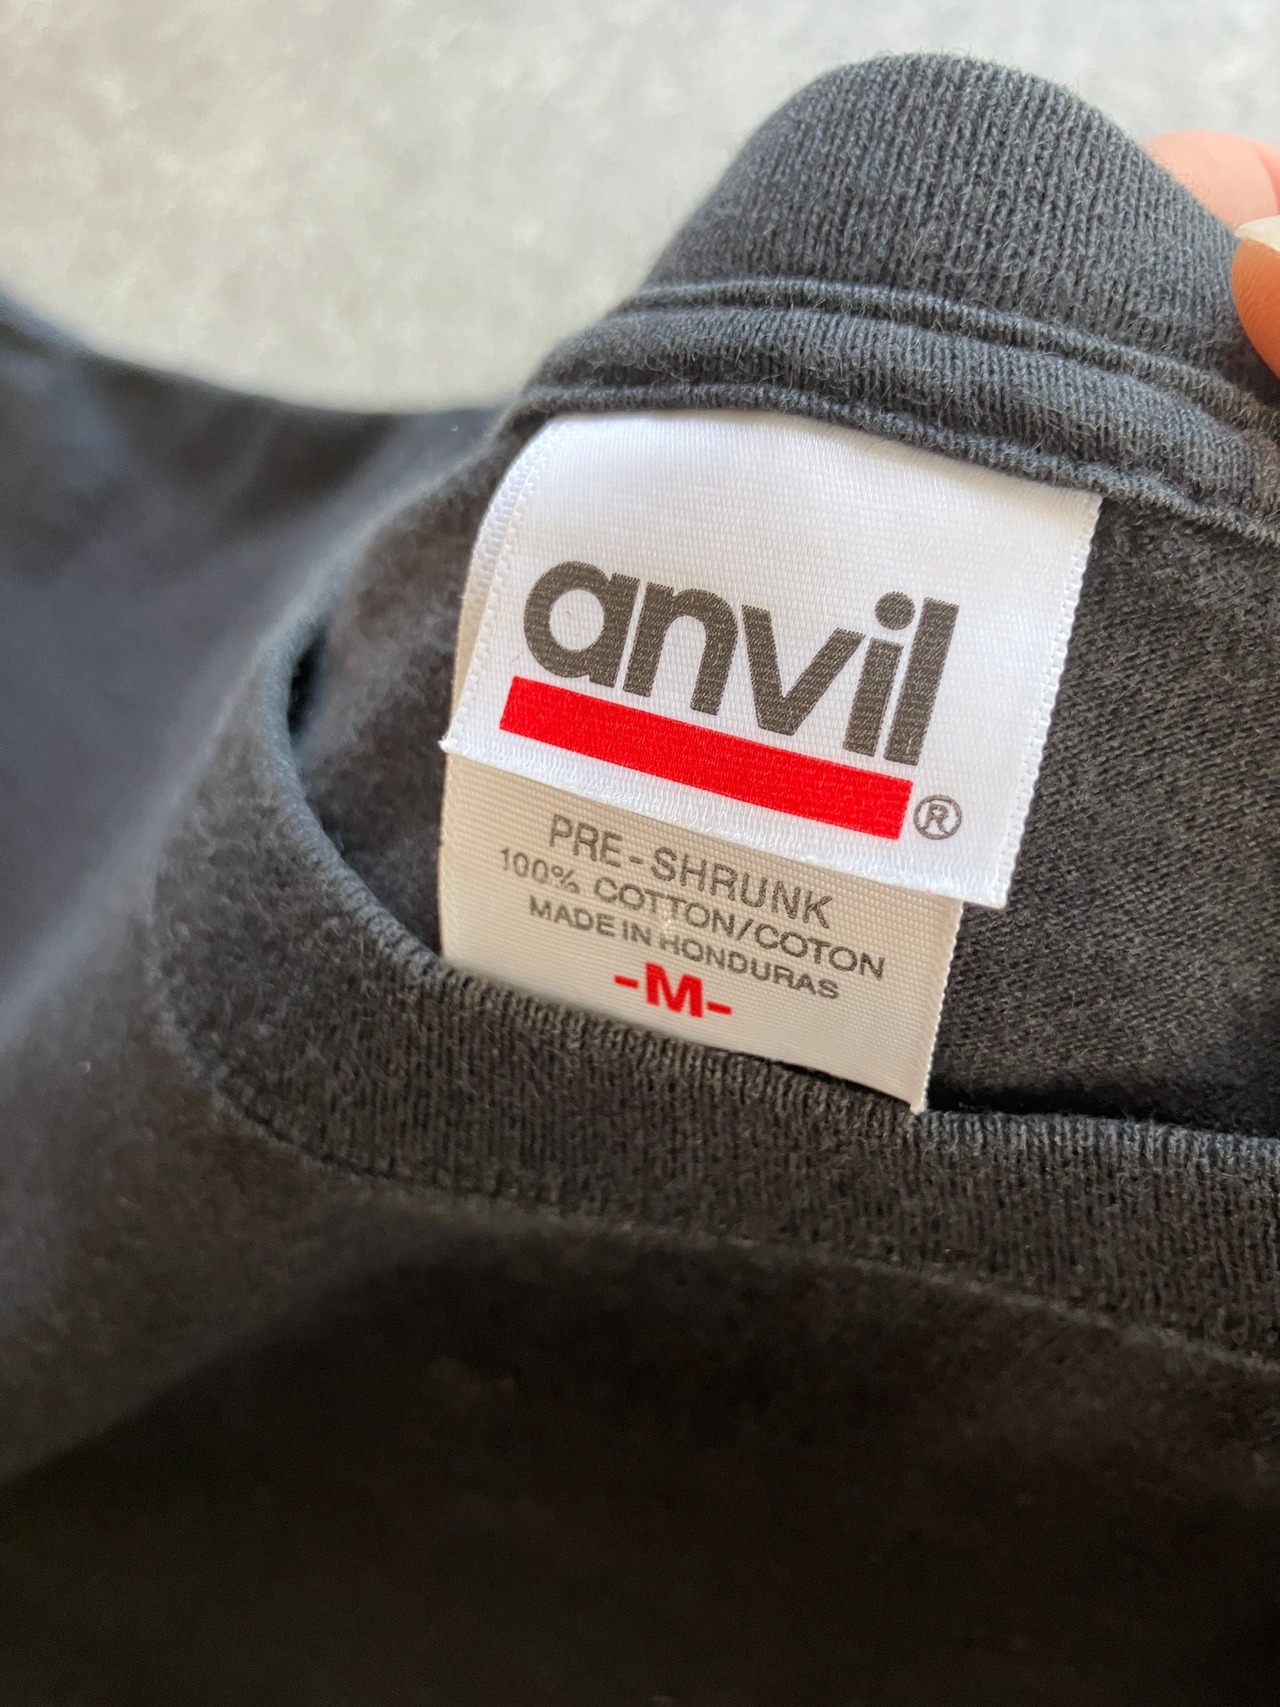 anvil
®
PRE-SHRUNK
100% COTTON/COTON
MADE IN HONDURAS
-M-